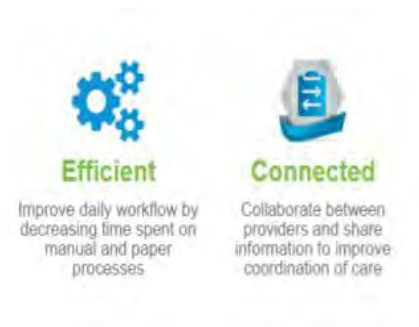 Efficient
Improve daily workflow by
decreasing time spent on
manual and paper
processes
Connected
Collaborate between
providers and share
information to improve
coordination of care